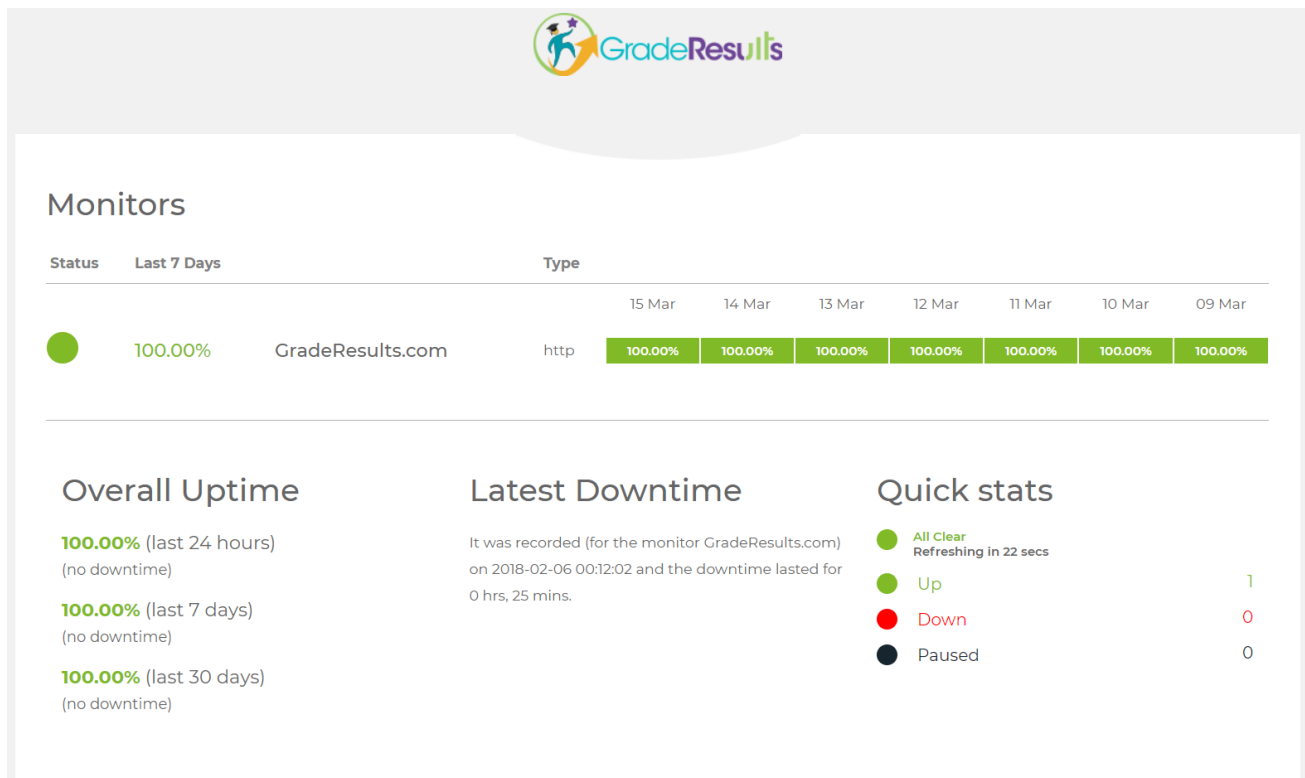 GradeResults
Monitors
Status Last 7 Days Type
15 Mar 14 Mar 13 Mar 12 Mar 11 Mar 10 Mar 09 Mar
100.00% GradeResults.com http 100.00% 100.00% 100.00% 100.00% 100.00% 100.00% 100.00%
Overall Uptime
100.00% (last 24 hours)
(no downtime)
100.00% (last 7 days)
(no downtime)
100.00% (last 30 days)
(no downtime)
Latest Downtime
It was recorded (for the monitor GradeResults.com)
on 2018-02-06 00:12:02 and the downtime lasted for
0 hrs, 25 mins.
Quick stats
All Clear
Refreshing in 22 secs
Up 1
Down 0
Paused 0